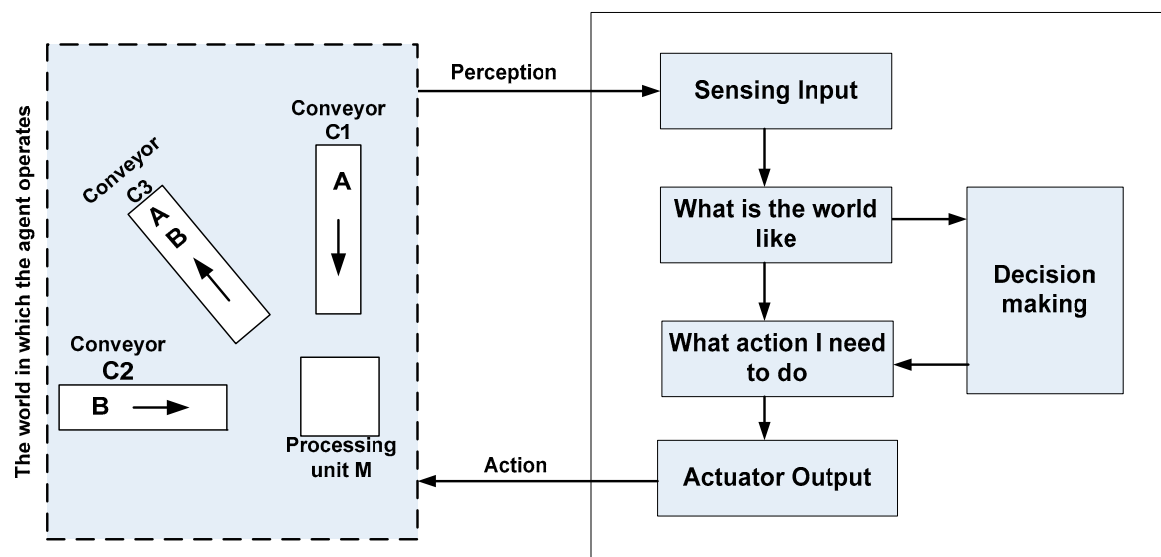 The world in which the agent operates
Conveyor
C1
A
Conveyor
C3
A
B
Conveyor
C2
B
Processing
unit M
Perception
Action
Sensing Input
What is the world
like
What action I need
to do
Decision
making
Actuator Output